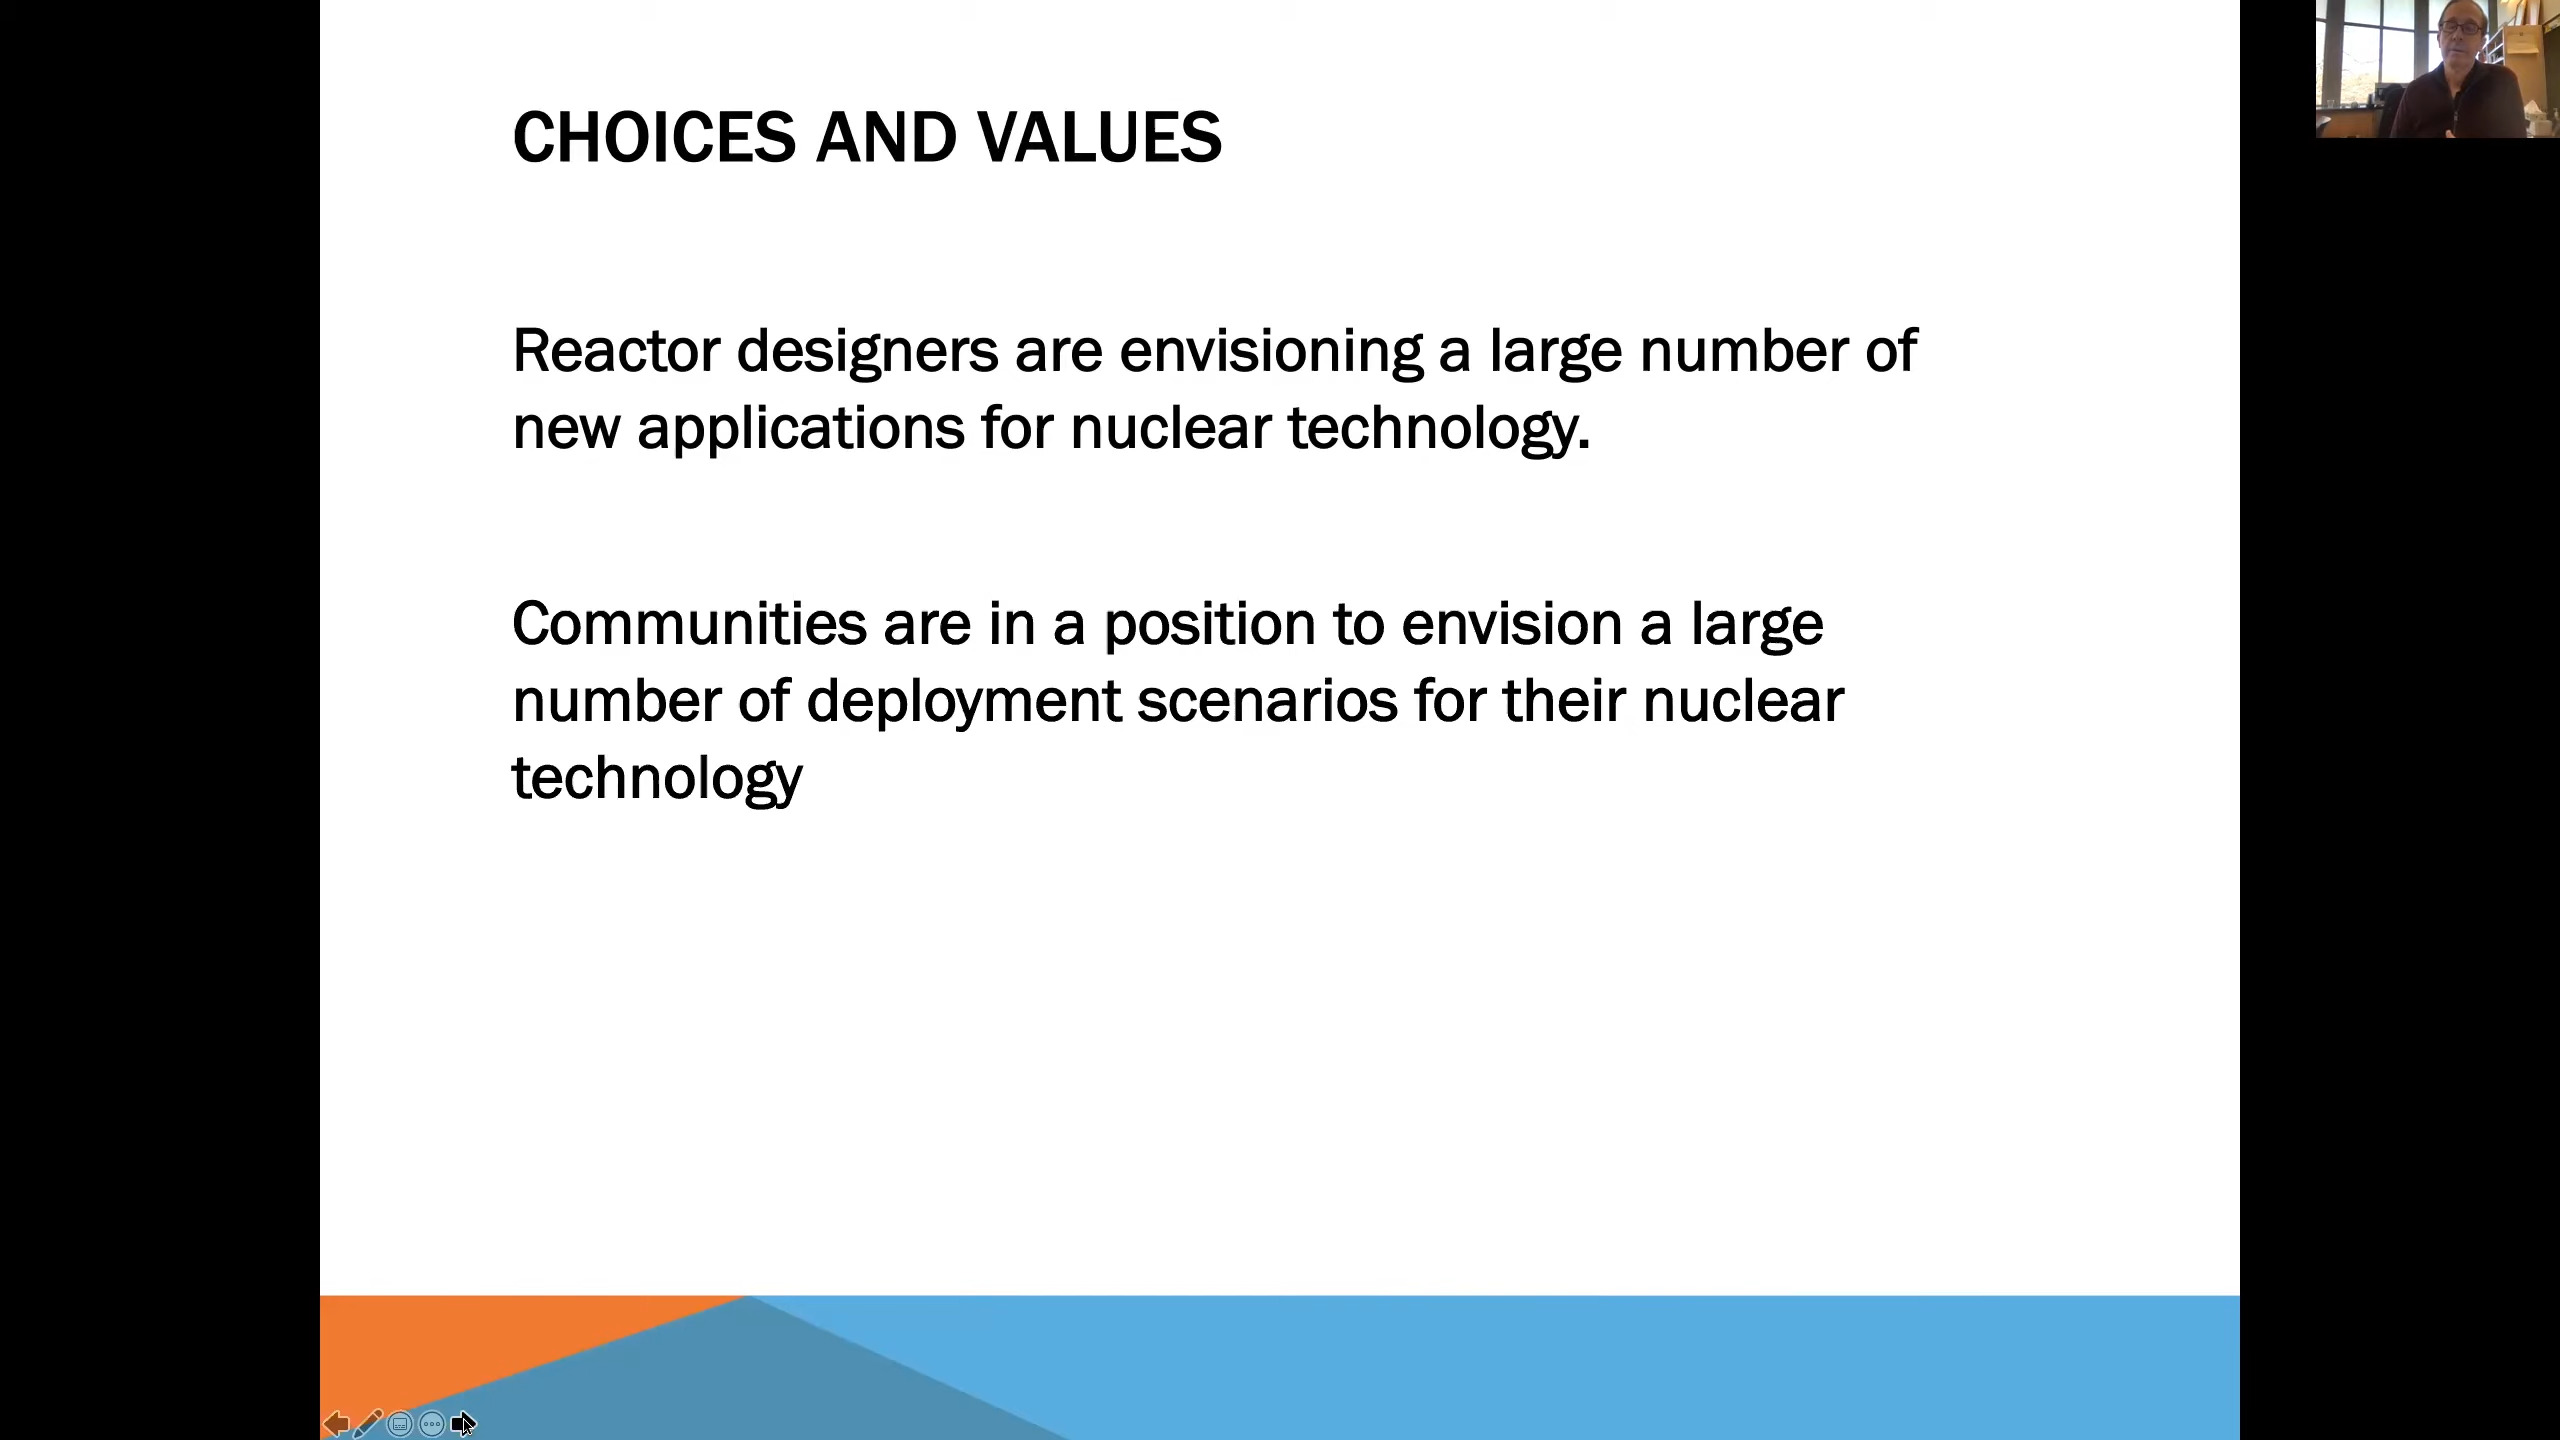 CHOICES AND VALUES
Reactor designers are envisioning a large number of
new applications for nuclear technology.
Communities are in a position to envision a large
number of deployment scenarios for their nuclear
technology